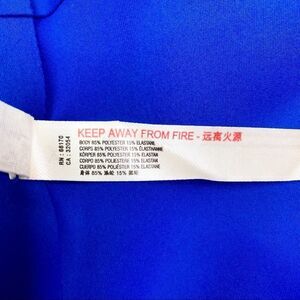 KEEP AWAY FROM FIRE - 远离火源
BODY 85% POLYESTER 15% ELASTANE
CORPS 85% POLYESTER 15% ÉLASTHANNE
KÖRPER 85% POLYESTER 15% ELASTAN
CORPO 85% POLIESTERE 15% ELASTAN
CUERPO 85% POLIÉSTER 15% ELASTANO
身体 85% 涤纶 15% 氨纶
RN : 66170
CA : 32054